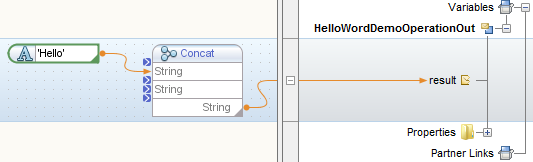 Variables
HelloWordDemoOperationOut
'Hello'
Concat
String
String
String
result
Properties
Partner Links